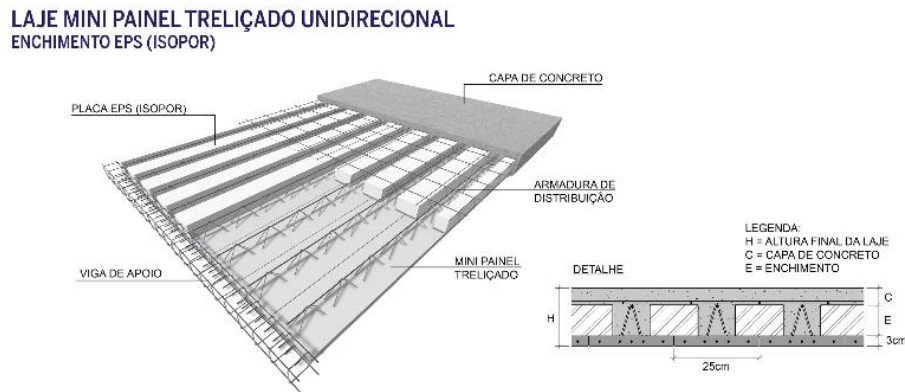 LAJE MINI PAINEL TRELIÇADO UNIDIRECIONAL
ENCHIMENTO EPS (ISOPOR)
CAPA DE CONCRETO
PLACA EPS (ISOPOR)
ARMADURA DE
DISTRIBUIÇÃO
MINI PAINEL
TRELIÇADO
VIGA DE APOIO
LEGENDA:
H = ALTURA FINAL DA LAJE
C = CAPA DE CONCRETO
E = ENCHIMENTO
DETALHE
H
C
E
3cm
25cm